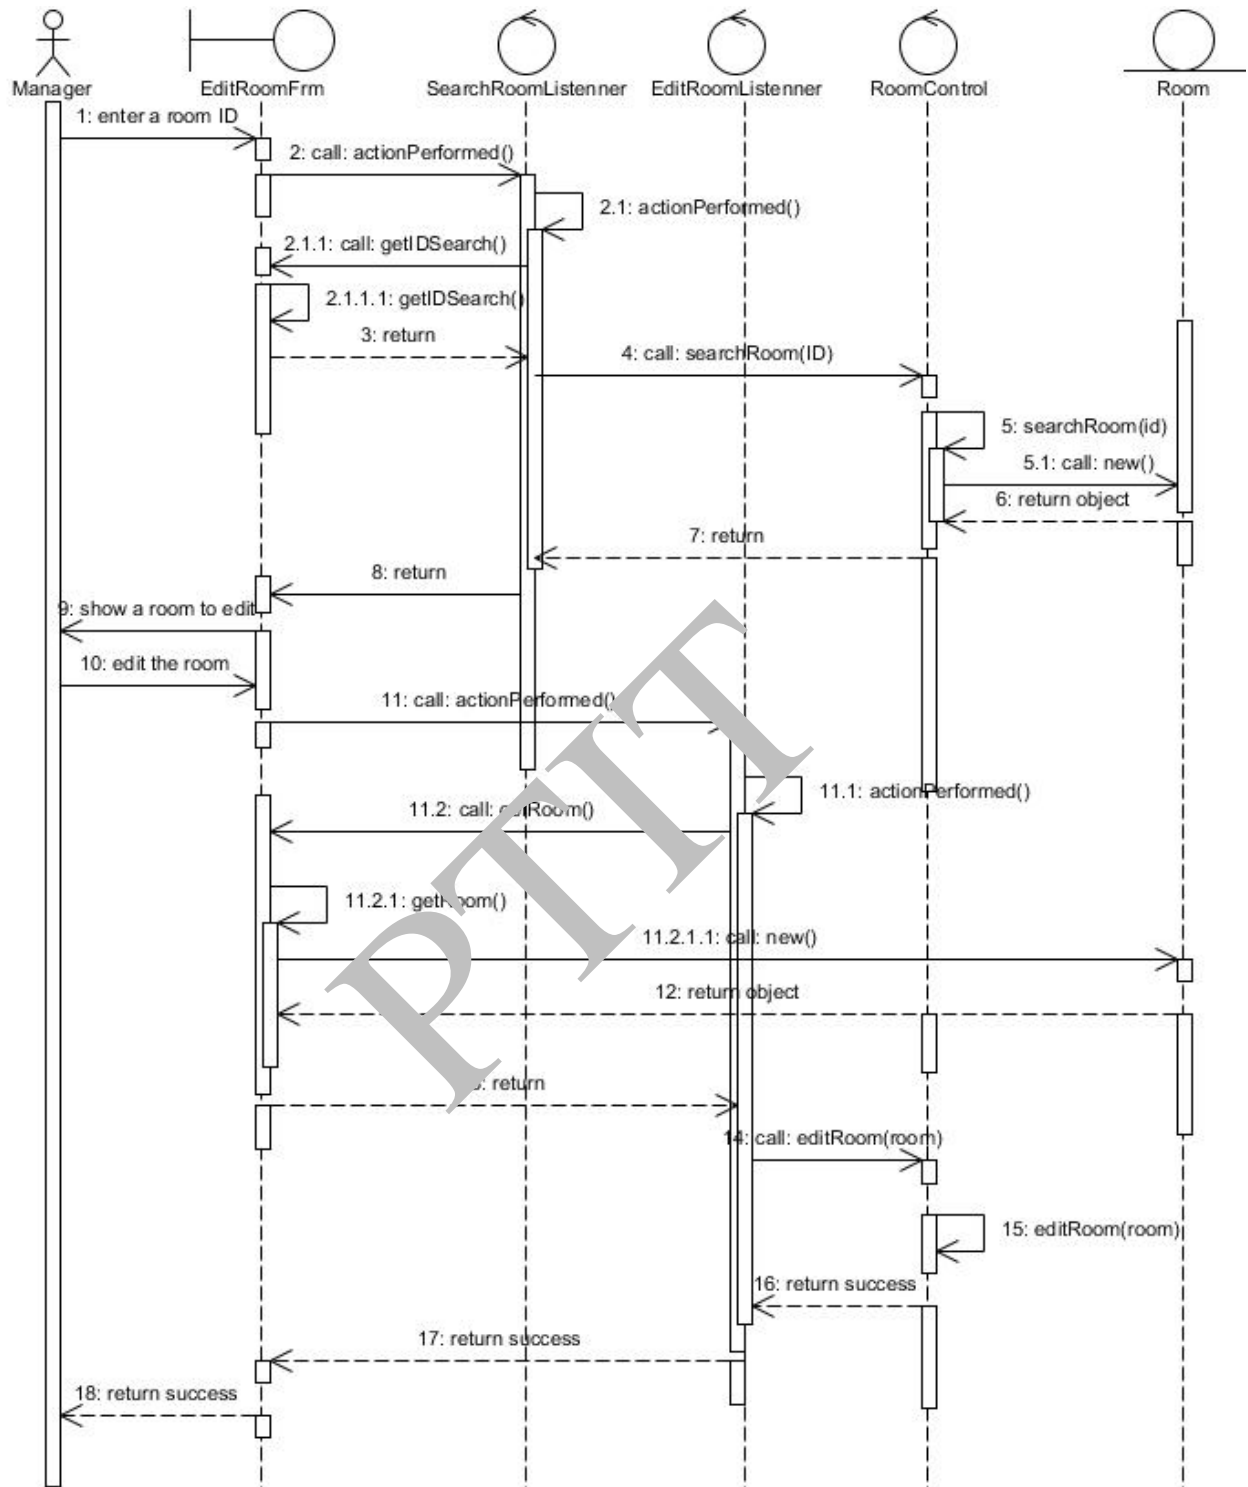 Manager
EditRoomFrm
SearchRoomListenner
EditRoomListenner
RoomControl
Room
1: enter a room ID
2: call: actionPerformed()
2.1: actionPerformed()
2.1.1: call: getIDSearch()
2.1.1.1: getIDSearch()
3: return
4: call: searchRoom(ID)
5: searchRoom(id)
5.1: call: new()
6: return object
7: return
8: return
9: show a room to edit
10: edit the room
11: call: actionPerformed()
11.1: actionPerformed()
11.2: call:
11.2.1: getRoom()
11.2.1.1: call: new()
12: return object
return
14: call: editRoom(room)
15: editRoom(room)
16: return success
17: return success
18: return success
PTIT